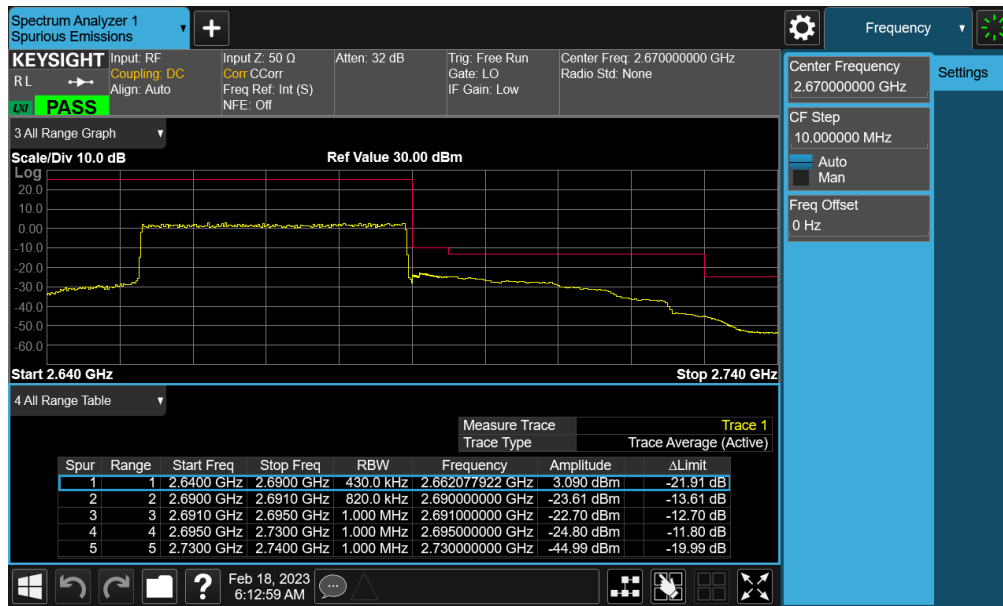 Spectrum Analyzer 1
Spurious Emissions
Frequency
KEYSIGHT
R L
LXI
PASS
Input: RF
Coupling: DC
Align: Auto
Input Z: 50 Ω
Corr CCorr
Freq Ref: Int (S)
NFE: Off
Atten: 32 dB
Trig: Free Run
Gate: LO
IF Gain: Low
Center Freq: 2.670000000 GHz
Radio Std: None
Center Frequency
2.670000000 GHz
Settings
CF Step
10.000000 MHz
Auto
Man
Freq Offset
0 Hz
3 All Range Graph
Scale/Div 10.0 dB Ref Value 30.00 dBm
Log
20.0
10.0
0.00
-10.0
-20.0
-30.0
-40.0
-50.0
-60.0
Start 2.640 GHz Stop 2.740 GHz
4 All Range Table
Measure Trace Trace 1
Trace Type Trace Average (Active)
Spur Range Start Freq Stop Freq RBW Frequency Amplitude ΔLimit
1 1 2.6400 GHz 2.6900 GHz 430.0 kHz 2.662077922 GHz 3.090 dBm -21.91 dB
2 2 2.6900 GHz 2.6910 GHz 820.0 kHz 2.690000000 GHz -23.61 dBm -13.61 dB
3 3 2.6910 GHz 2.6950 GHz 1.000 MHz 2.691000000 GHz -22.70 dBm -12.70 dB
4 4 2.6950 GHz 2.7300 GHz 1.000 MHz 2.695000000 GHz -24.80 dBm -11.80 dB
5 5 2.7300 GHz 2.7400 GHz 1.000 MHz 2.730000000 GHz -44.99 dBm -19.99 dB
?
Feb 18, 2023
6:12:59 AM